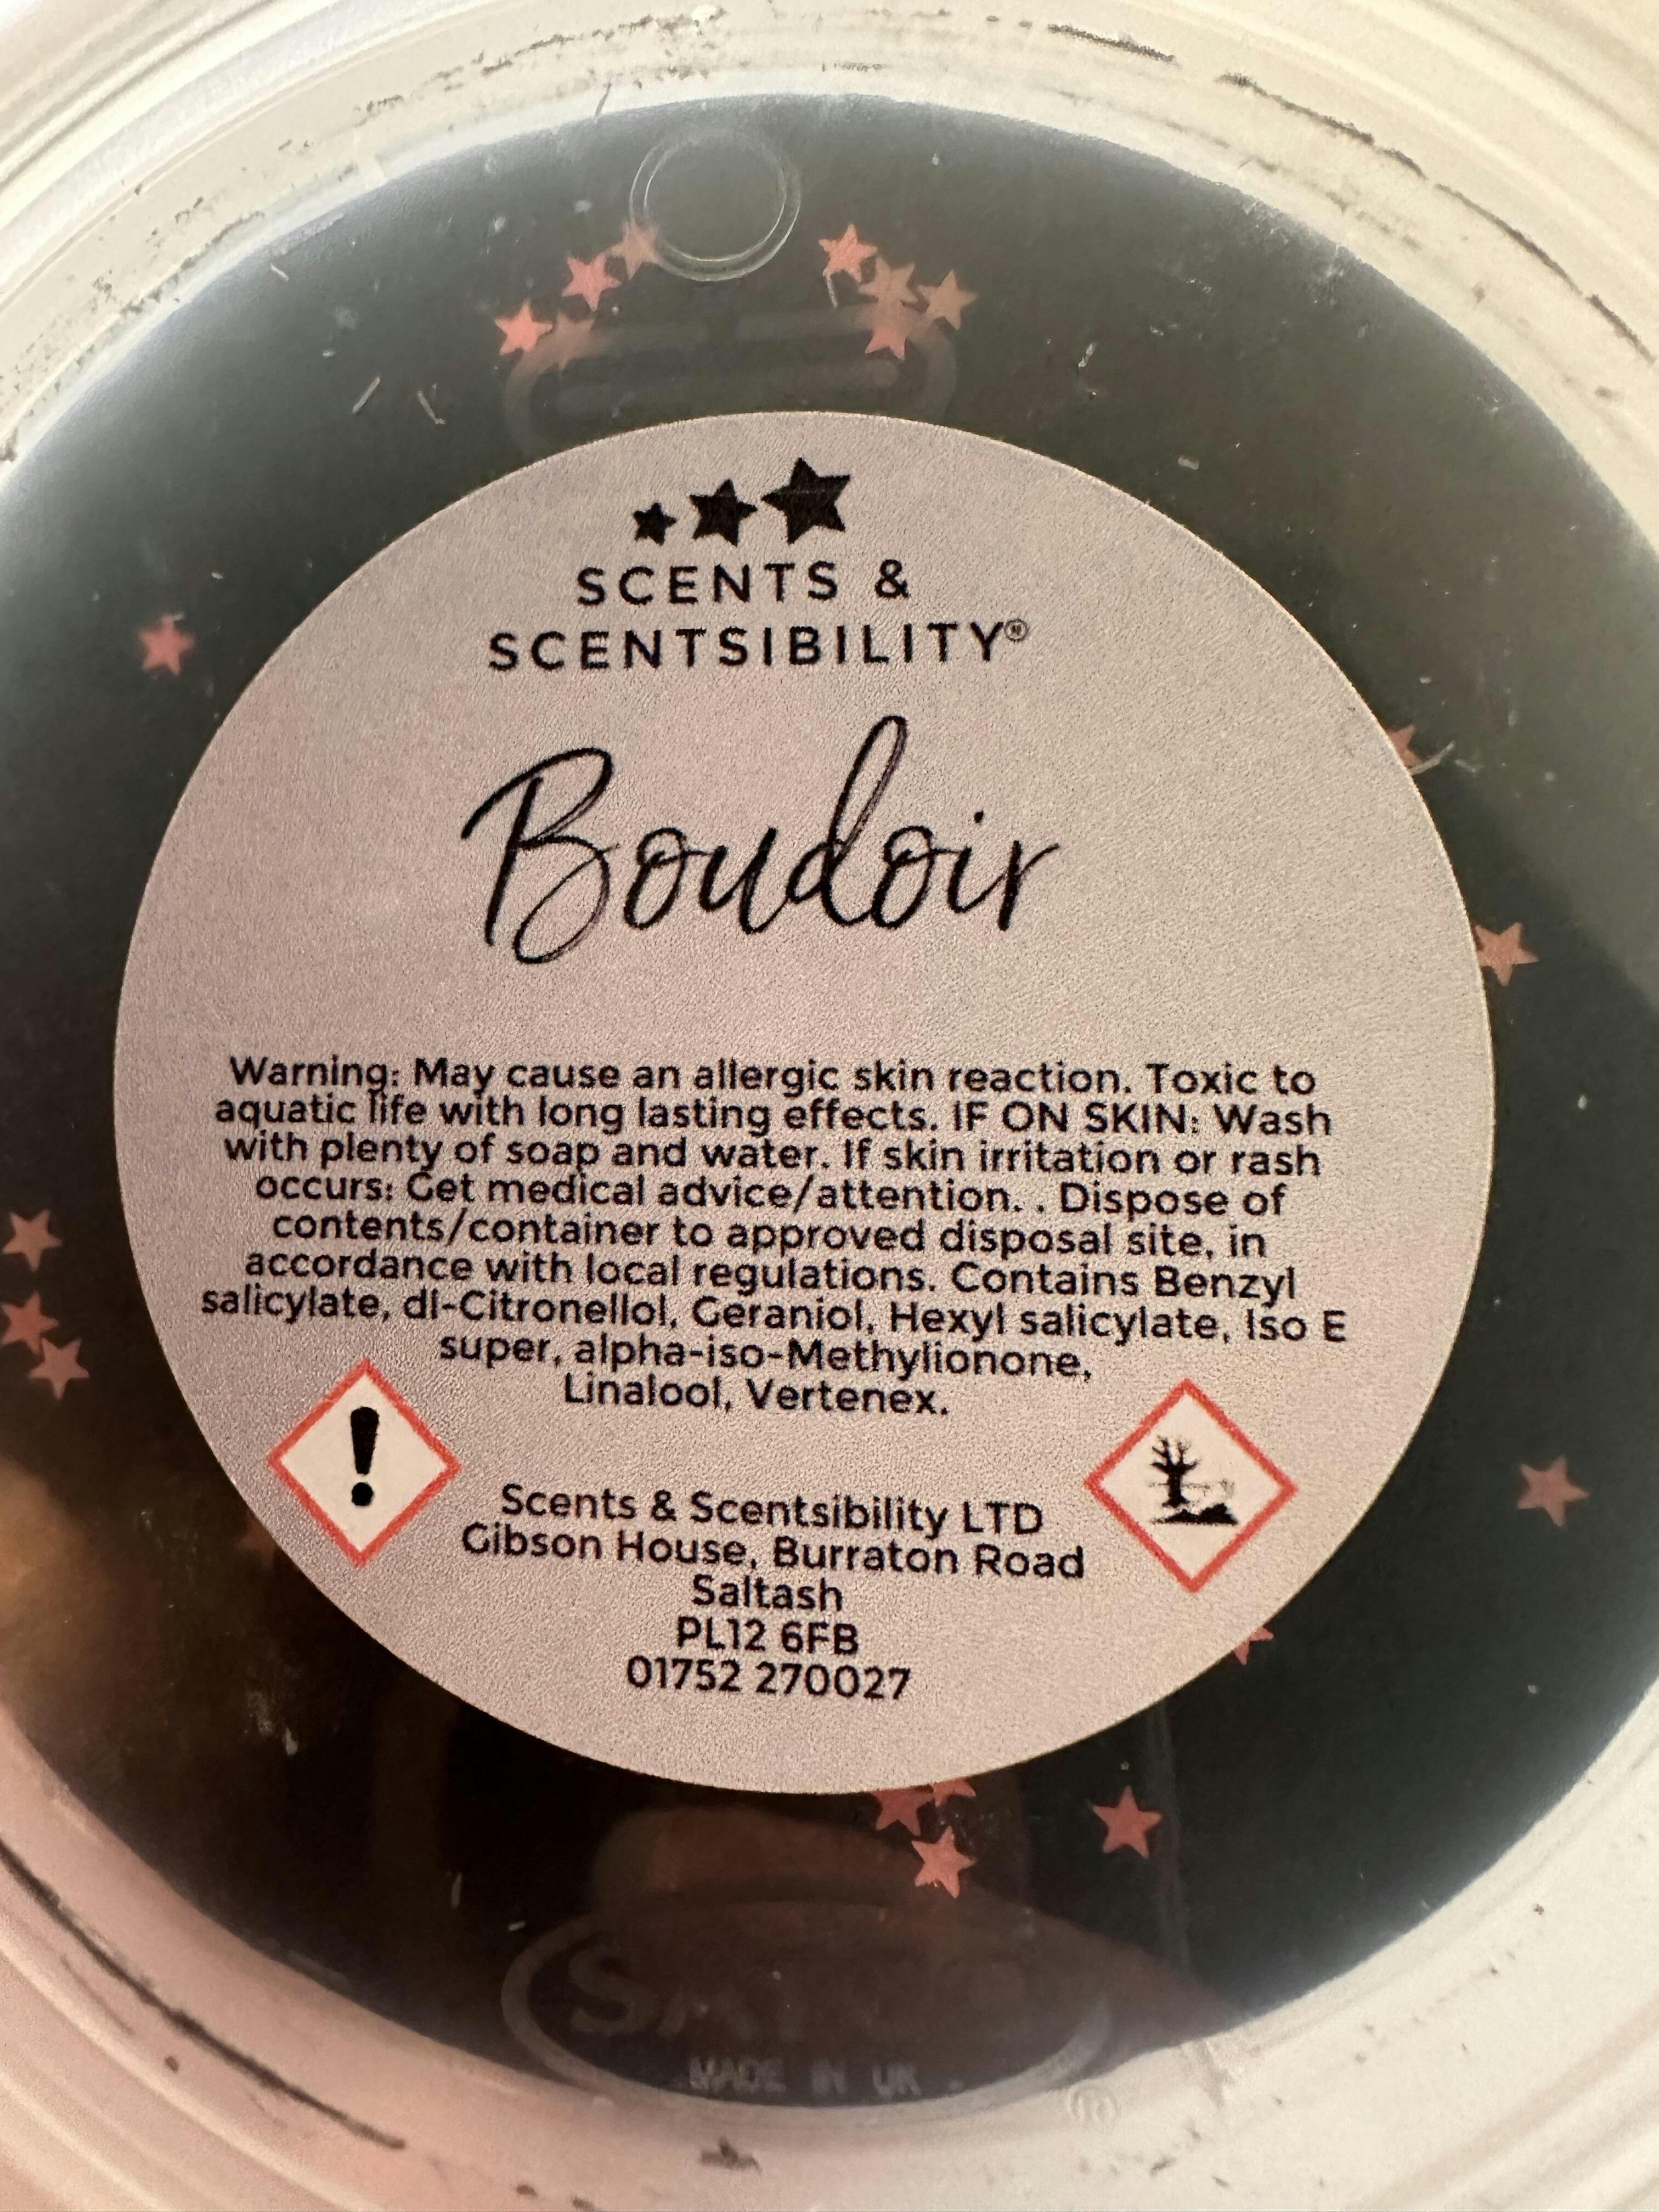 SCENTS &
SCENTSIBILITY®
Boudoir
Warning: May cause an allergic skin reaction. Toxic to
aquatic life with long lasting effects. IF ON SKIN: Wash
with plenty of soap and water. If skin irritation or rash
occurs: Get medical advice/attention. . Dispose of
contents/container to approved disposal site, in
accordance with local regulations. Contains Benzyl
salicylate, dl-Citronellol, Geraniol, Hexyl salicylate, Iso E
super, alpha-iso-Methylionone,
Linalool, Vertenex.
Scents & Scentsibility LTD
Gibson House, Burraton Road
Saltash
PL12 6FB
01752 270027
MADE IN UK